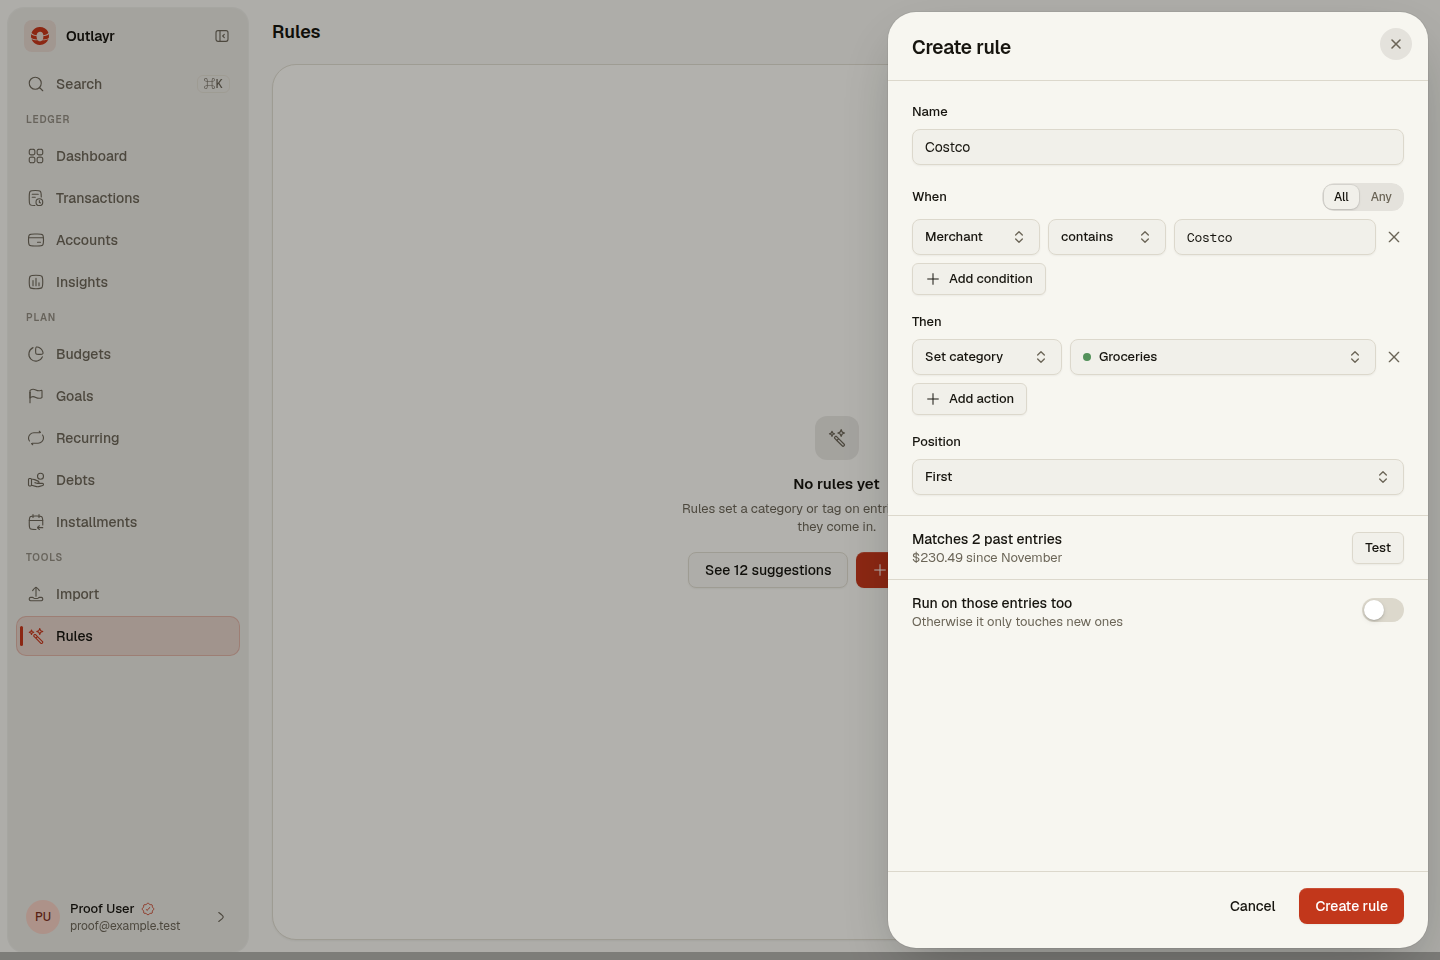 Outlayr
Search
⌘K
LEDGER
Dashboard
Transactions
Accounts
Insights
PLAN
Budgets
Goals
Recurring
Debts
Installments
TOOLS
Import
Rules
PU
Proof User
proof@example.test
Rules
No rules yet
Rules set a category or tag on
they come in.
See 12 suggestions
Create rule
Name
Costco
When
All
Any
Merchant
contains
Costco
Add condition
Then
Set category
Groceries
Add action
Position
First
Matches 2 past entries
$230.49 since November
Test
Run on those entries too
Otherwise it only touches new ones
Cancel
Create rule